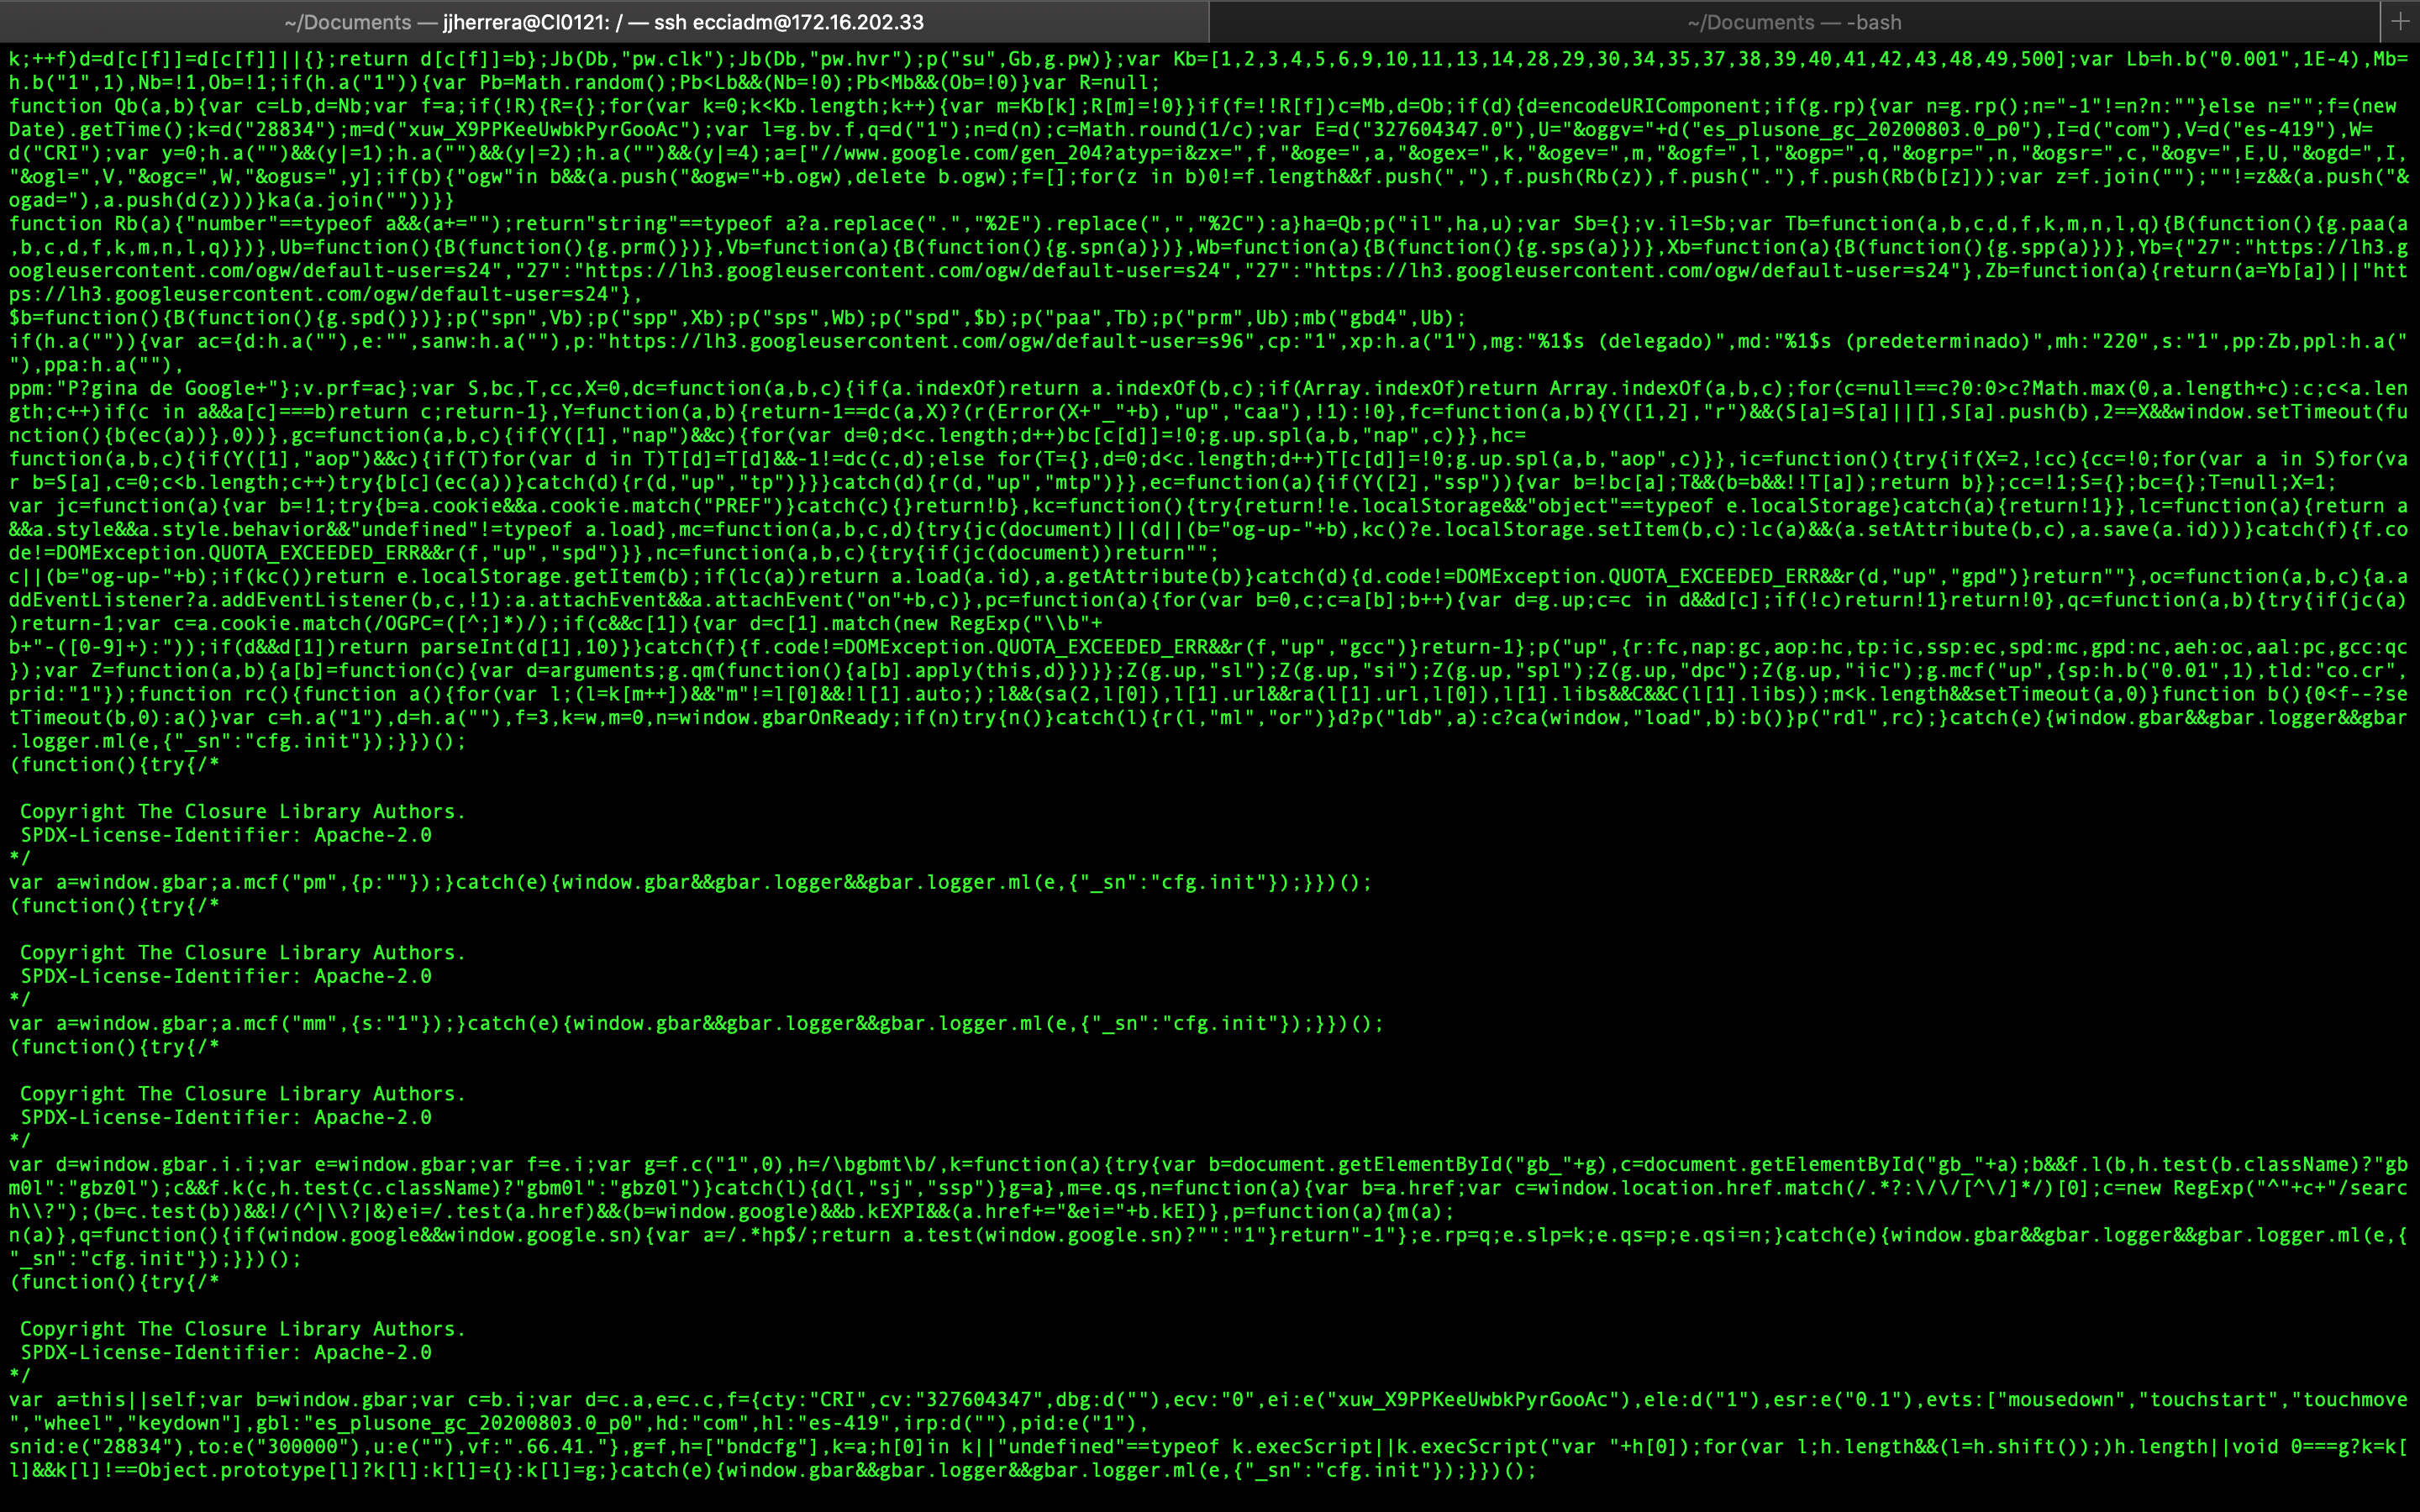 ~/Documents — jjherrera@CI0121: / — ssh ecciadm@172.16.202.33
~/Documents — -bash
k;++f)d=d[c[f]]=d[c[f]]||{};return d[c[f]]=b};Jb(Db,"pw.clk");Jb(Db,"pw.hvr");p("su",Gb,g.pw)};var Kb=[1,2,3,4,5,6,9,10,11,13,14,28,29,30,34,35,37,38,39,40,41,42,43,48,49,500];var Lb=h.b("0.001",1E-4),Mb=
h.b("1",1),Nb=!1,Ob=!1;if(h.a("1")){var Pb=Math.random();Pb<Lb&&(Nb=!0);Pb<Mb&&(Ob=!0)}var R=null;
function Qb(a,b){var c=Lb,d=Nb;var f=a;if(!R){R={};for(var k=0;k<Kb.length;k++){var m=Kb[k];R[m]=!0}}if(f=!!R[f])c=Mb,d=Ob;if(d){d=encodeURIComponent;if(g.rp){var n=g.rp();n="-1"!=n?n:""}else n="";f=(new
Date).getTime();k=d("28834");m=d("xuw_X9PPKeeUwbkPyrGooAc");var l=g.bv.f,q=d("1");n=d(n);c=Math.round(1/c);var E=d("327604347.0"),U="&oggv="+d("es_plusone_gc_20200803.0_p0"),I=d("com"),V=d("es-419"),W=
d("CRI");var y=0;h.a("")&&(y|=1);h.a("")&&(y|=2);h.a("")&&(y|=4);a=["//www.google.com/gen_204?atyp=i&zx=",f,"&oge=",a,"&ogex=",k,"&ogev=",m,"&ogf=",l,"&ogp=",q,"&ogrp=",n,"&ogsr=",c,"&ogv=",E,U,"&ogd=",I,
"&ogl=",V,"&ogc=",W,"&ogus=",y];if(b){"ogw"in b&&(a.push("&ogw="+b.ogw),delete b.ogw);f=[];for(z in b)0!=f.length&&f.push(","),f.push(Rb(z)),f.push("."),f.push(Rb(b[z]));var z=f.join("");""!=z&&(a.push("&
ogad="),a.push(d(z)))}ka(a.join(""))}}
function Rb(a){"number"==typeof a&&(a+="");return"string"==typeof a?a.replace(".","%2E").replace(",","%2C"):a}ha=Qb;p("il",ha,u);var Sb={};v.il=Sb;var Tb=function(a,b,c,d,f,k,m,n,l,q){B(function(){g.paa(a
,b,c,d,f,k,m,n,l,q)})},Ub=function(){B(function(){g.prm()})},Vb=function(a){B(function(){g.spn(a)})},Wb=function(a){B(function(){g.sps(a)})},Xb=function(a){B(function(){g.spp(a)})},Yb={"27":"https://lh3.g
oogleusercontent.com/ogw/default-user=s24","27":"https://lh3.googleusercontent.com/ogw/default-user=s24","27":"https://lh3.googleusercontent.com/ogw/default-user=s24"},Zb=function(a){return(a=Yb[a])||"htt
ps://lh3.googleusercontent.com/ogw/default-user=s24"},
$b=function(){B(function(){g.spd()})};p("spn",Vb);p("spp",Xb);p("sps",Wb);p("spd",$b);p("paa",Tb);p("prm",Ub);mb("gbd4",Ub);
if(h.a("")){var ac={d:h.a(""),e:"",sanw:h.a(""),p:"https://lh3.googleusercontent.com/ogw/default-user=s96",cp:"1",xp:h.a("1"),mg:"%1$s (delegado)",md:"%1$s (predeterminado)",mh:"220",s:"1",pp:Zb,ppl:h.a("
"),ppa:h.a(""),
ppm:"P?gina de Google+"};v.prf=ac};var S,bc,T,cc,X=0,dc=function(a,b,c){if(a.indexOf)return a.indexOf(b,c);if(Array.indexOf)return Array.indexOf(a,b,c);for(c=null==c?0:0>c?Math.max(0,a.length+c):c;c<a.len
gth;c++)if(c in a&&a[c]===b)return c;return-1},Y=function(a,b){return-1==dc(a,X)?(r(Error(X+"_"+b),"up","caa"),!1):!0},fc=function(a,b){Y([1,2],"r")&&(S[a]=S[a]||[],S[a].push(b),2==X&&window.setTimeout(fu
nction(){b(ec(a))},0))},gc=function(a,b,c){if(Y([1],"nap")&&c){for(var d=0;d<c.length;d++)bc[c[d]]=!0;g.up.spl(a,b,"nap",c)}},hc=
function(a,b,c){if(Y([1],"aop")&&c){if(T)for(var d in T)T[d]=T[d]&&-1!=dc(c,d);else for(T={},d=0;d<c.length;d++)T[c[d]]=!0;g.up.spl(a,b,"aop",c)}},ic=function(){try{if(X=2,!cc){cc=!0;for(var a in S)for(va
r b=S[a],c=0;c<b.length;c++)try{b[c](ec(a))}catch(d){r(d,"up","tp")}}}catch(d){r(d,"up","mtp")}},ec=function(a){if(Y([2],"ssp")){var b=!bc[a];T&&(b=b&&!!T[a]);return b}};cc=!1;S={};bc={};T=null;X=1;
var jc=function(a){var b=!1;try{b=a.cookie&&a.cookie.match("PREF")}catch(c){}return!b},kc=function(){try{return!!e.localStorage&&"object"==typeof e.localStorage}catch(a){return!1}},lc=function(a){return a
&&a.style&&a.style.behavior&&"undefined"!=typeof a.load},mc=function(a,b,c,d){try{jc(document)||(d||(b="og-up-"+b),kc()?e.localStorage.setItem(b,c):lc(a)&&(a.setAttribute(b,c),a.save(a.id)))}catch(f){f.co
de!=DOMException.QUOTA_EXCEEDED_ERR&&r(f,"up","spd")}},nc=function(a,b,c){try{if(jc(document))return"";
c||(b="og-up-"+b);if(kc())return e.localStorage.getItem(b);if(lc(a))return a.load(a.id),a.getAttribute(b)}catch(d){d.code!=DOMException.QUOTA_EXCEEDED_ERR&&r(d,"up","gpd")}return""},oc=function(a,b,c){a.a
ddEventListener?a.addEventListener(b,c,!1):a.attachEvent&&a.attachEvent("on"+b,c)},pc=function(a){for(var b=0,c;c=a[b];b++){var d=g.up;c=c in d&&d[c];if(!c)return!1}return!0},qc=function(a,b){try{if(jc(a)
)return-1;var c=a.cookie.match(/OGPC=([^;]*)/);if(c&&c[1]){var d=c[1].match(new RegExp("\\b"+
b+"-([0-9]+):"));if(d&&d[1])return parseInt(d[1],10)}}catch(f){f.code!=DOMException.QUOTA_EXCEEDED_ERR&&r(f,"up","gcc")}return-1};p("up",{r:fc,nap:gc,aop:hc,tp:ic,ssp:ec,spd:mc,gpd:nc,aeh:oc,aal:pc,gcc:qc
});var Z=function(a,b){a[b]=function(c){var d=arguments;g.qm(function(){a[b].apply(this,d)})}};Z(g.up,"sl");Z(g.up,"si");Z(g.up,"spl");Z(g.up,"dpc");Z(g.up,"iic");g.mcf("up",{sp:h.b("0.01",1),tld:"co.cr",
prid:"1"});function rc(){function a(){for(var l;(l=k[m++])&&"m"!=l[0]&&!l[1].auto;);l&&(sa(2,l[0]),l[1].url&&ra(l[1].url,l[0]),l[1].libs&&C&&C(l[1].libs));m<k.length&&setTimeout(a,0)}function b(){0<f--?se
tTimeout(b,0):a()}var c=h.a("1"),d=h.a(""),f=3,k=w,m=0,n=window.gbarOnReady;if(n)try{n()}catch(l){r(l,"ml","or")}d?p("ldb",a):c?ca(window,"load",b):b()}p("rdl",rc);}catch(e){window.gbar&&gbar.logger&&gbar
.logger.ml(e,{"_sn":"cfg.init"});}})();
(function(){try{/*
Copyright The Closure Library Authors.
SPDX-License-Identifier: Apache-2.0
*/
var a=window.gbar;a.mcf("pm",{p:""});}catch(e){window.gbar&&gbar.logger&&gbar.logger.ml(e,{"_sn":"cfg.init"});}})();
(function(){try{/*
Copyright The Closure Library Authors.
SPDX-License-Identifier: Apache-2.0
*/
var a=window.gbar;a.mcf("mm",{s:"1"});}catch(e){window.gbar&&gbar.logger&&gbar.logger.ml(e,{"_sn":"cfg.init"});}})();
(function(){try{/*
Copyright The Closure Library Authors.
SPDX-License-Identifier: Apache-2.0
*/
var d=window.gbar.i.i;var e=window.gbar;var f=e.i;var g=f.c("1",0),h=/\bgbmt\b/,k=function(a){try{var b=document.getElementById("gb_"+g),c=document.getElementById("gb_"+a);b&&f.l(b,h.test(b.className)?"gb
m0l":"gbz0l");c&&f.k(c,h.test(c.className)?"gbm0l":"gbz0l")}catch(l){d(l,"sj","ssp")}g=a},m=e.qs,n=function(a){var b=a.href;var c=window.location.href.match(/.*?:\/\/[^\/]*/)[0];c=new RegExp("^"+c+"/searc
h\\?");(b=c.test(b))&&!/(^|\\?|&)ei=/.test(a.href)&&(b=window.google)&&b.kEXPI&&(a.href+="&ei="+b.kEI)},p=function(a){m(a);
n(a)},q=function(){if(window.google&&window.google.sn){var a=/.*hp$/;return a.test(window.google.sn)?"":"1"}return"-1"};e.rp=q;e.slp=k;e.qs=p;e.qsi=n;}catch(e){window.gbar&&gbar.logger&&gbar.logger.ml(e,{
"_sn":"cfg.init"});}})();
(function(){try{/*
Copyright The Closure Library Authors.
SPDX-License-Identifier: Apache-2.0
*/
var a=this||self;var b=window.gbar;var c=b.i;var d=c.a,e=c.c,f={cty:"CRI",cv:"327604347",dbg:d(""),ecv:"0",ei:e("xuw_X9PPKeeUwbkPyrGooAc"),ele:d("1"),esr:e("0.1"),evts:["mousedown","touchstart","touchmove
","wheel","keydown"],gbl:"es_plusone_gc_20200803.0_p0",hd:"com",hl:"es-419",irp:d(""),pid:e("1"),
snid:e("28834"),to:e("300000"),u:e(""),vf:".66.41."},g=f,h=["bndcfg"],k=a;h[0]in k||"undefined"==typeof k.execScript||k.execScript("var "+h[0]);for(var l;h.length&&(l=h.shift());)h.length||void 0===g?k=k[
l]&&k[l]!==Object.prototype[l]?k[l]:k[l]={}:k[l]=g;}catch(e){window.gbar&&gbar.logger&&gbar.logger.ml(e,{"_sn":"cfg.init"});}})();